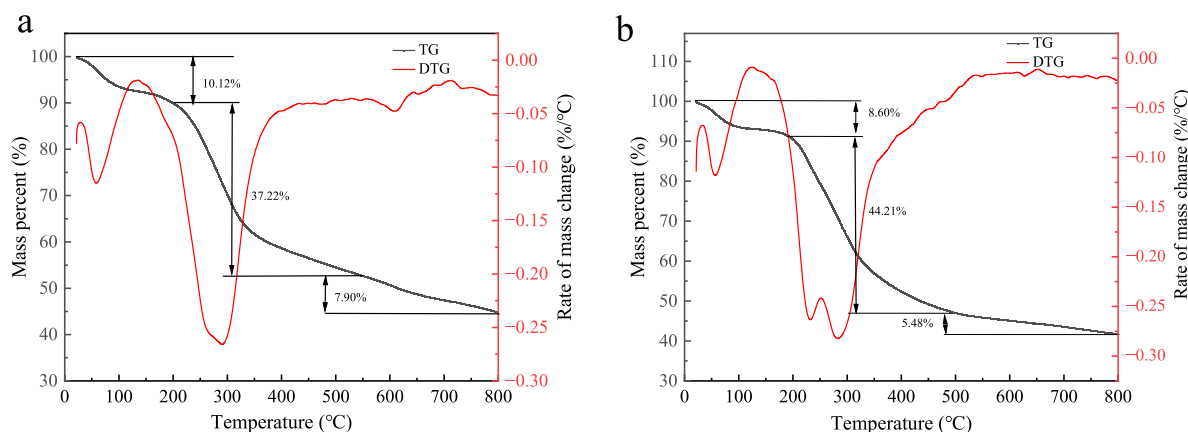 a
TG
DTG
10.12%
37.22%
7.90%
100
90
80
70
60
50
40
30
Mass percent (%)
0 100 200 300 400 500 600 700 800
Temperature (°C)
0.00
−0.05
−0.10
−0.15
−0.20
−0.25
−0.30
Rate of mass change (%/°C)
b
TG
DTG
8.60%
44.21%
5.48%
110
100
90
80
70
60
50
40
30
Mass percent (%)
0 100 200 300 400 500 600 700 800
Temperature (°C)
0.00
−0.05
−0.10
−0.15
−0.20
−0.25
−0.30
Rate of mass change (%/°C)